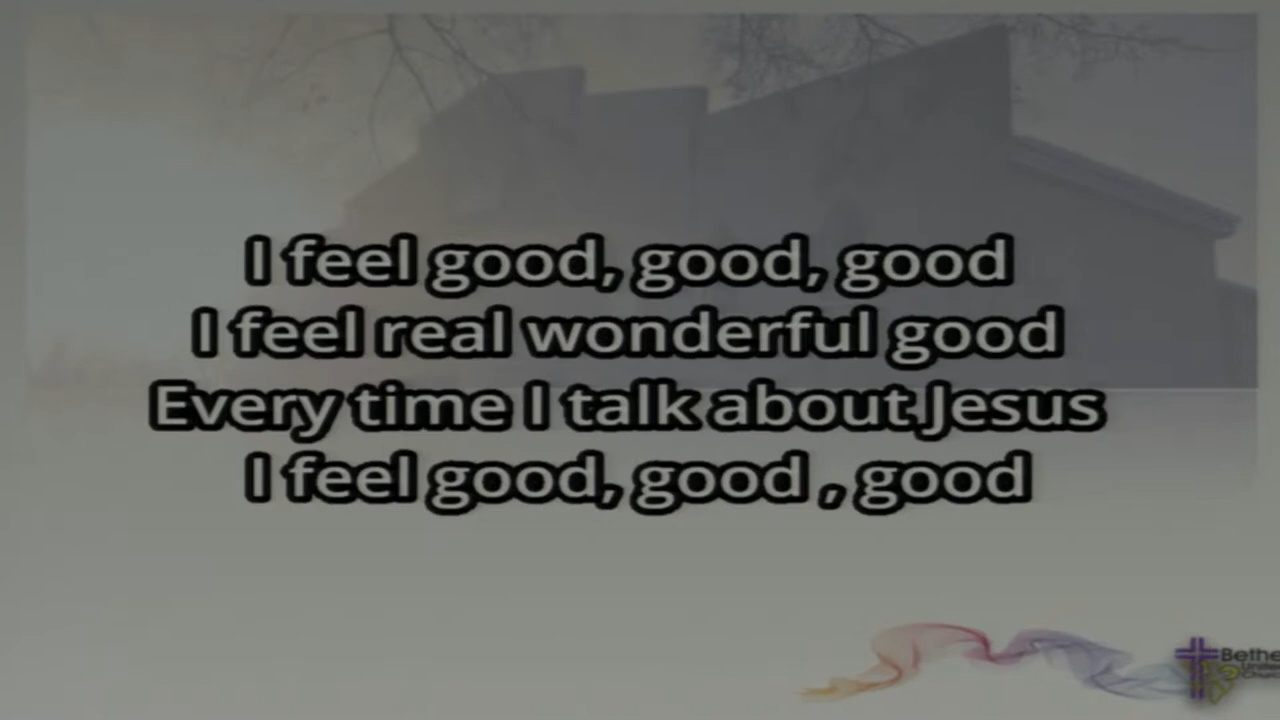 I feel good, good, good
I feel real wonderful good
Every time I talk about Jesus
I feel good, good , good